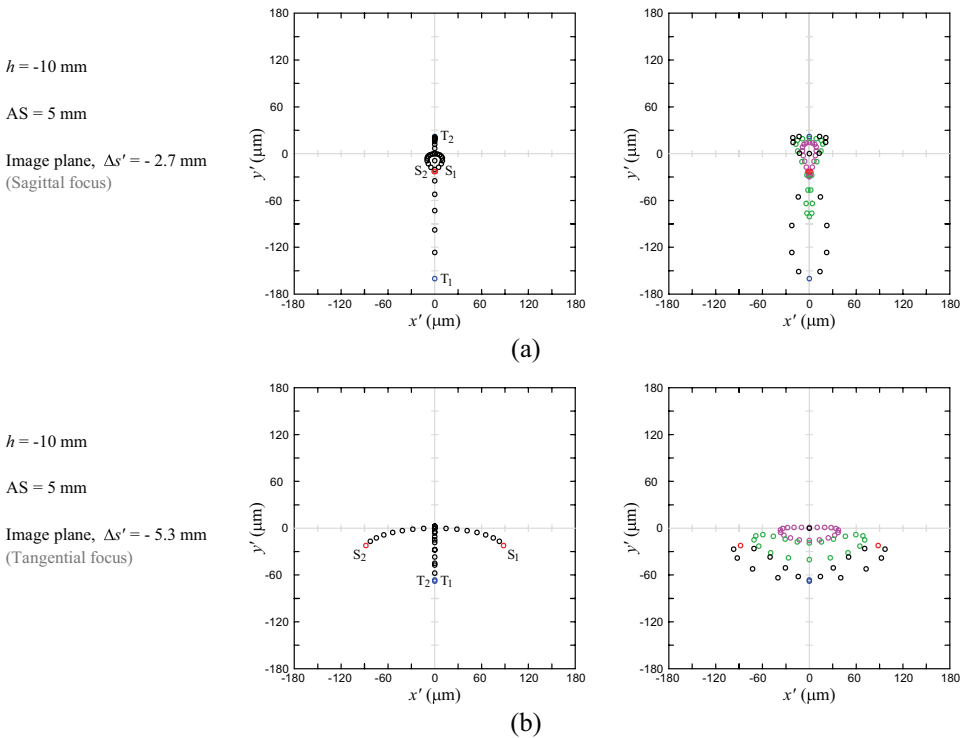 h = -10 mm
AS = 5 mm
Image plane, Δs′ = - 2.7 mm
(Sagittal focus)
180
120
60
0
-60
-120
-180
y′ (μm)
T2
S2 S1
T1
-180 -120 -60 0 60 120 180
x′ (μm)
180
120
60
0
-60
-120
-180
y′ (μm)
-180 -120 -60 0 60 120 180
x′ (μm)
(a)
h = -10 mm
AS = 5 mm
Image plane, Δs′ = - 5.3 mm
(Tangential focus)
180
120
60
0
-60
-120
-180
y′ (μm)
S2 S1
T2 T1
-180 -120 -60 0 60 120 180
x′ (μm)
180
120
60
0
-60
-120
-180
y′ (μm)
-180 -120 -60 0 60 120 180
x′ (μm)
(b)